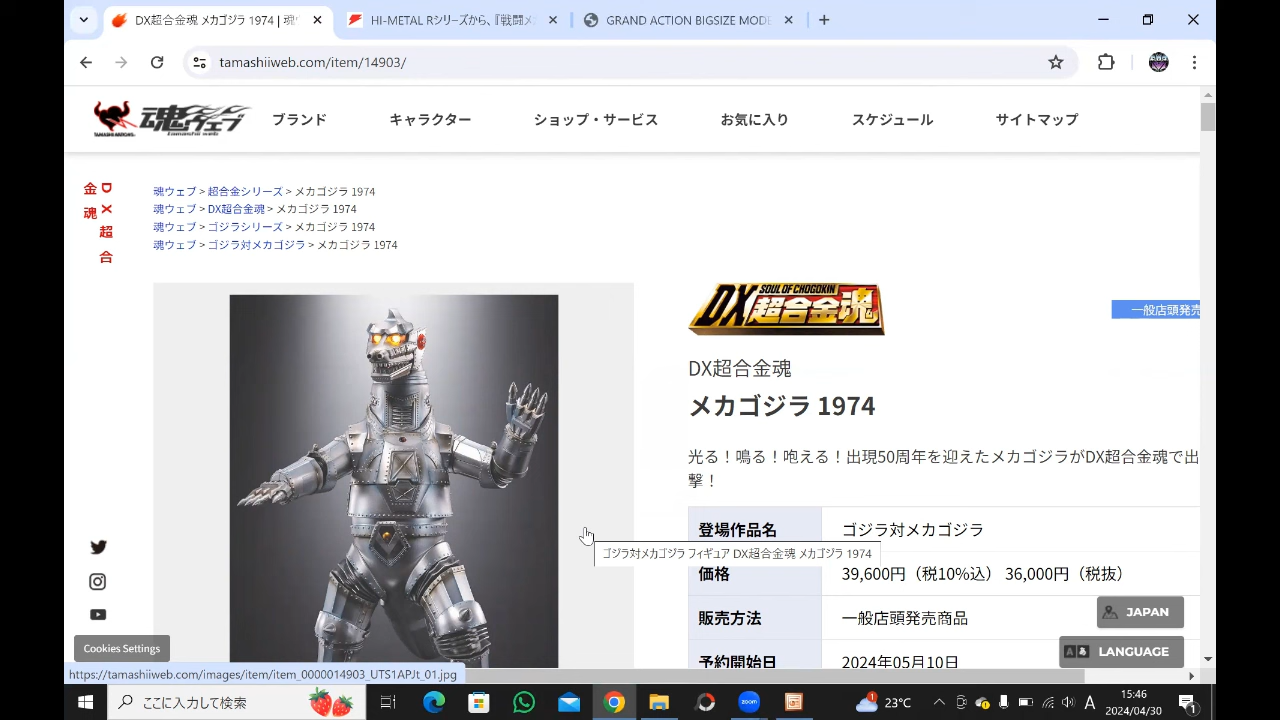 DX超合金魂 メカゴジラ 1974 | 魂
HI-METAL Rシリーズから、『戦闘メ
GRAND ACTION BIGSIZE MODE
tamashiiweb.com/item/14903/
TAMASHII NATIONS
魂ウェブ
tamashii web
ブランド
キャラクター
ショップ・サービス
お気に入り
スケジュール
サイトマップ
DX超合金魂
魂ウェブ > 超合金シリーズ > メカゴジラ 1974
魂ウェブ > DX超合金魂 > メカゴジラ 1974
魂ウェブ > ゴジラシリーズ > メカゴジラ 1974
魂ウェブ > ゴジラ対メカゴジラ > メカゴジラ 1974
SOUL OF CHOGOKIN
DX超合金魂
一般店頭発売
DX超合金魂
メカゴジラ 1974
光る！鳴る！咆える！出現50周年を迎えたメカゴジラがDX超合金魂で出
撃！
登場作品名 ゴジラ対メカゴジラ
ゴジラ対メカゴジラ フィギュア DX超合金魂 メカゴジラ 1974
価格 39,600円（税10%込） 36,000円（税抜）
販売方法 一般店頭発売商品
予約開始日 2024年05月10日
JAPAN
LANGUAGE
Cookies Settings
https://tamashiiweb.com/images/item/item_0000014903_UTS1APJt_01.jpg
ここに入力して検索
zoom
23°C
A
15:46
2024/04/30
1